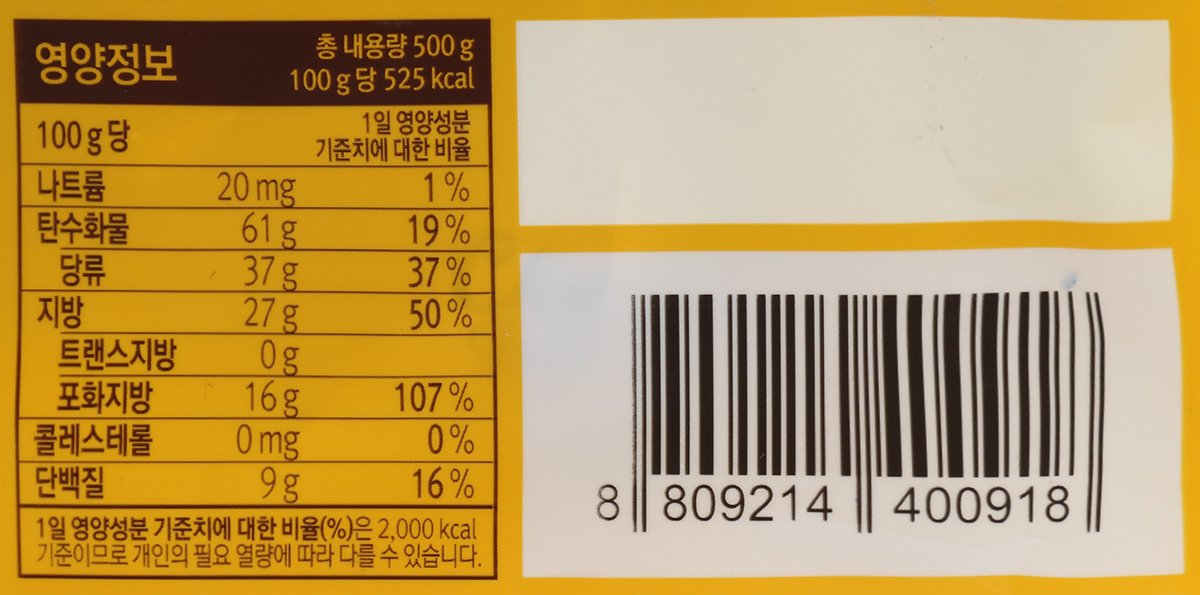 영양정보
총 내용량 500 g
100 g당 525 kcal
100 g당
1일 영양성분
기준치에 대한 비율
나트륨 20 mg 1 %
탄수화물 61 g 19 %
당류 37 g 37 %
지방 27 g 50 %
트랜스지방 0 g
포화지방 16 g 107 %
콜레스테롤 0 mg 0 %
단백질 9 g 16 %
1일 영양성분 기준치에 대한 비율(%)은 2,000 kcal
기준이므로 개인의 필요 열량에 따라 다를 수 있습니다.
8 809214 400918